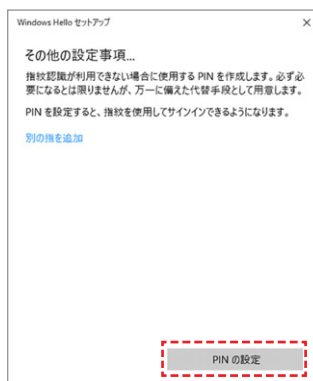 Windows Hello セットアップ
その他の設定事項...
指紋認識が利用できない場合に使用する PIN を作成します。必ず必
要になるとは限りませんが、万一に備えた代替手段として用意します。
PIN を設定すると、指紋を使用してサインインできるようになります。
別の指を追加
PIN の設定